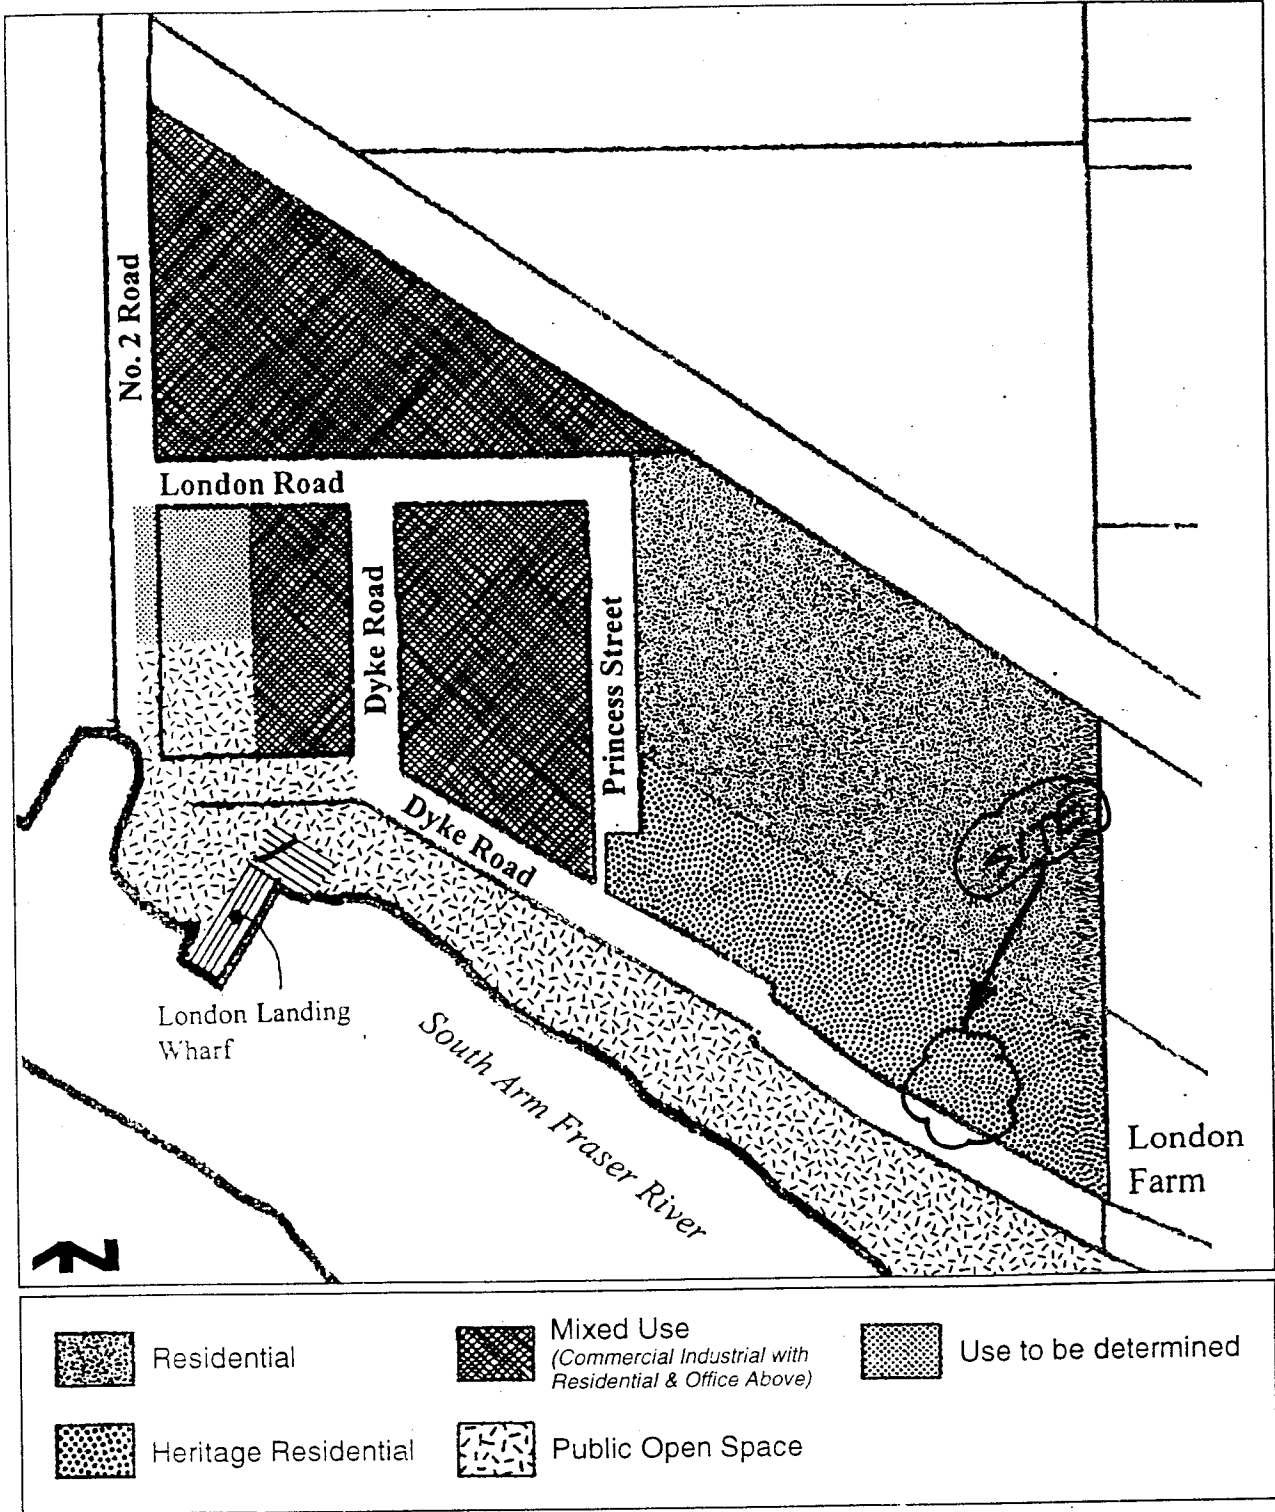 No. 2 Road
London Road
Dyke Road
Princess Street
Dyke Road
SITE
London Landing
Wharf
South Arm Fraser River
London
Farm
N
Residential
Mixed Use
(Commercial Industrial with
Residential & Office Above)
Use to be determined
Heritage Residential
Public Open Space